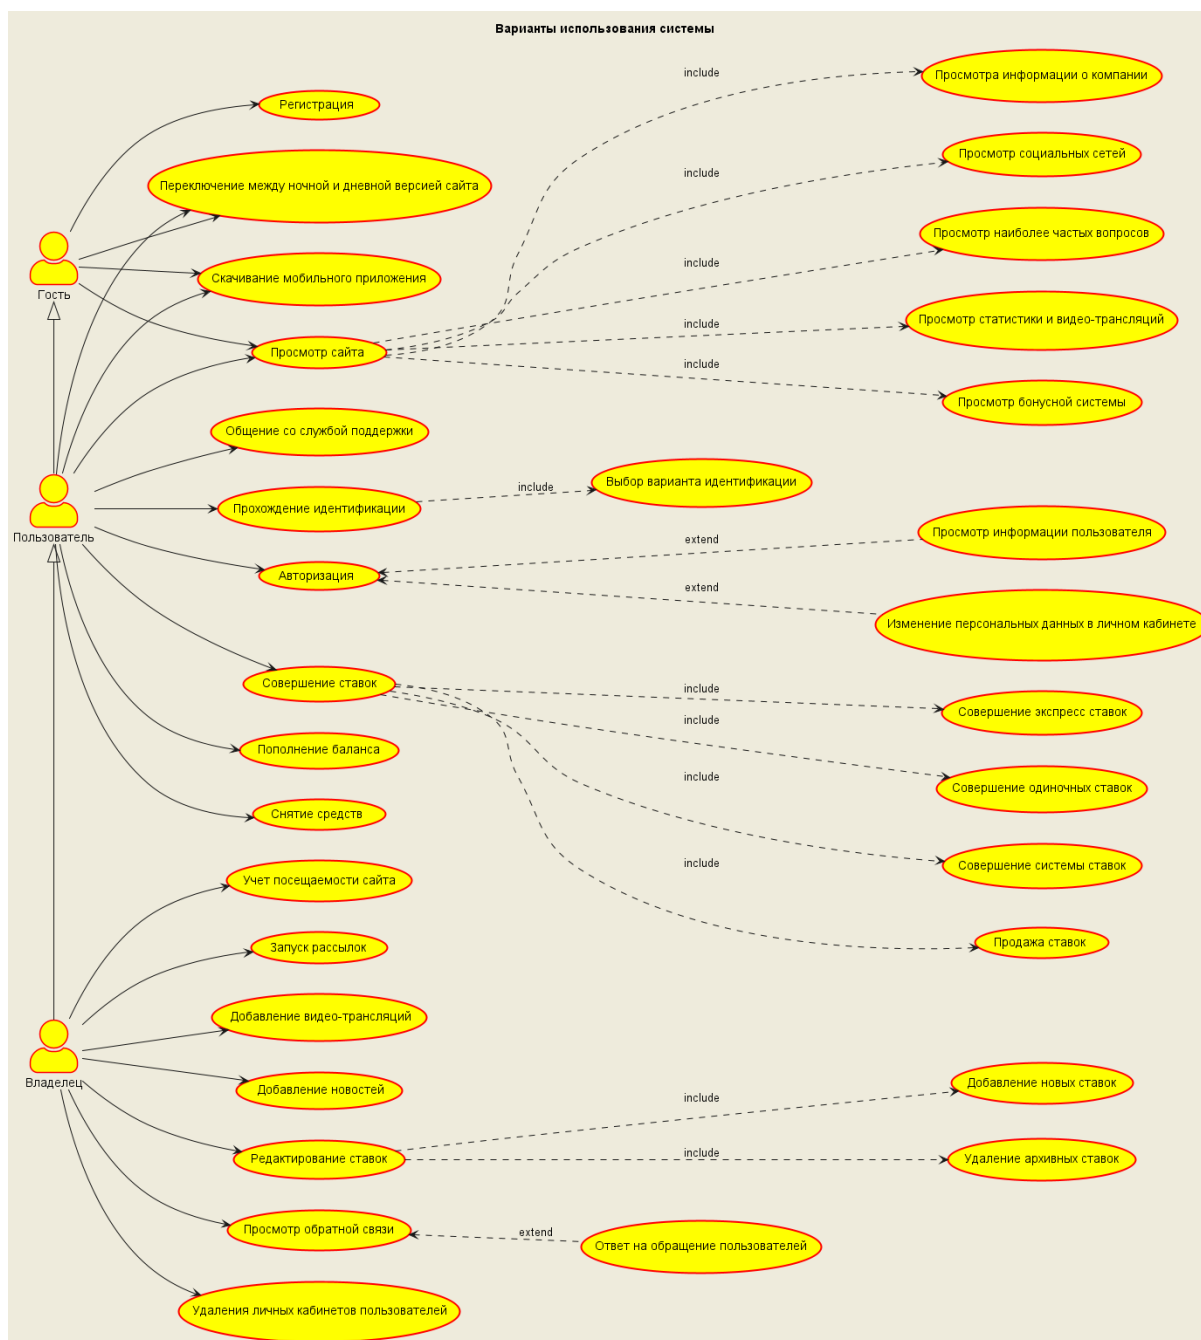 Варианты использования системы
include
Просмотра информации о компании
Регистрация
include
Просмотр социальных сетей
Переключение между ночной и дневной версией сайта
include
Просмотр наиболее частых вопросов
Гость
Скачивание мобильного приложения
include
Просмотр статистики и видео-трансляций
Просмотр сайта
include
Просмотр бонусной системы
Общение со службой поддержки
include
Выбор варианта идентификации
Прохождение идентификации
Пользователь
extend
Просмотр информации пользователя
Авторизация
extend
Изменение персональных данных в личном кабинете
Совершение ставок
include
Совершение экспресс ставок
include
Пополнение баланса
include
Совершение одиночных ставок
Снятие средств
include
Совершение системы ставок
Учет посещаемости сайта
Запуск рассылок
Продажа ставок
Добавление видео-трансляций
Владелец
Добавление новостей
include
Добавление новых ставок
Редактирование ставок
include
Удаление архивных ставок
Просмотр обратной связи
extend
Ответ на обращение пользователей
Удаления личных кабинетов пользователей